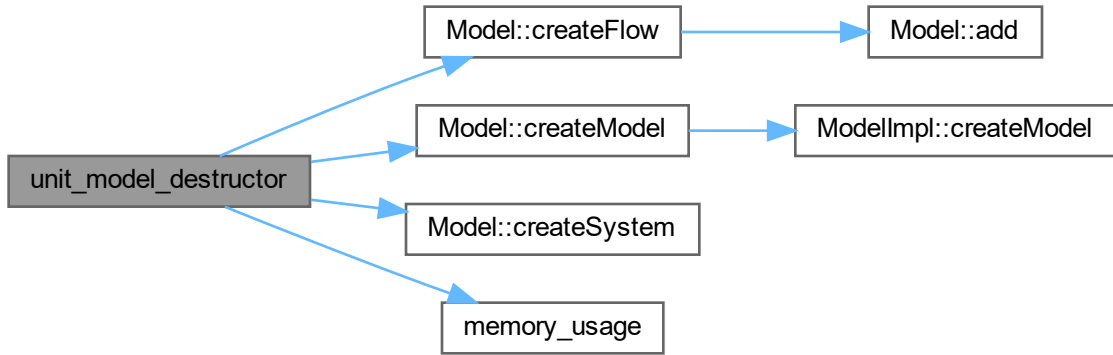 unit_model_destructor
Model::createFlow
Model::add
Model::createModel
ModelImpl::createModel
Model::createSystem
memory_usage